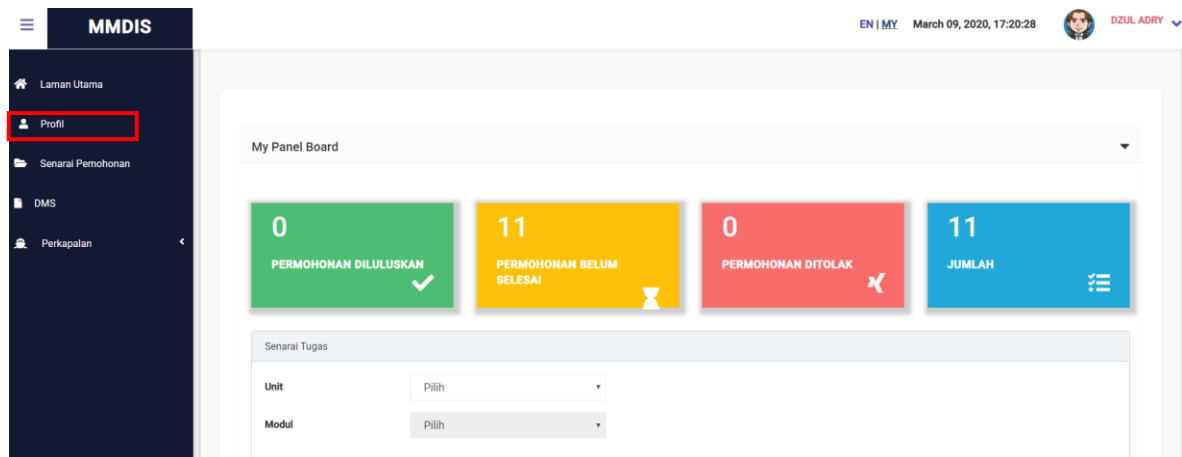 MMDIS
EN | MY March 09, 2020, 17:20:28 DZUL ADRY
Laman Utama
Profil
Senarai Pemohonan
DMS
Perkapalan
My Panel Board
0
PERMOHONAN DILULUSKAN
11
PERMOHONAN BELUM
SELESAI
0
PERMOHONAN DITOLAK
11
JUMLAH
Senarai Tugas
Unit Pilih
Modul Pilih